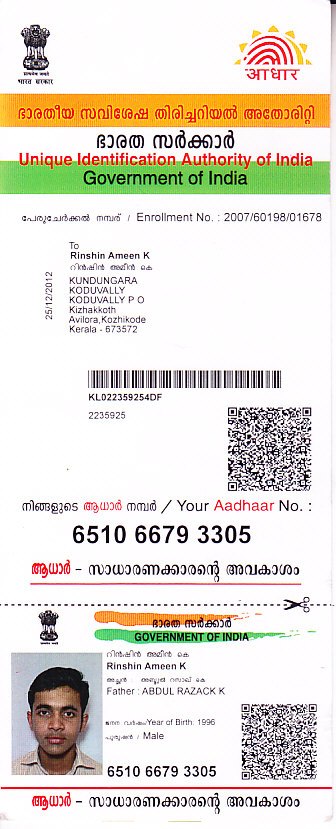 सत्यमेव जयते
भारत सरकार
आधार
ഭാരതീയ സവിശേഷ തിരിച്ചറിയൽ അതോരിറ്റി
ഭാരത സർക്കാർ
Unique Identification Authority of India
Government of India
പേരുചേർക്കൽ നമ്പര് / Enrollment No. : 2007/60198/01678
25/12/2012
To
Rinshin Ameen K
റിൻഷിൻ അമീൻ കെ
KUNDUNGARA
KODUVALLY
KODUVALLY P O
Kizhakkoth
Avilora,Kozhikode
Kerala - 673572
KL022359254DF
2235925
നിങ്ങളുടെ ആധാർ നമ്പർ / Your Aadhaar No. :
6510 6679 3305
ആധാർ – സാധാരണക്കാരന്റെ അവകാശം
ഭാരത സർക്കാർ
GOVERNMENT OF INDIA
റിൻഷിൻ അമീൻ കെ
Rinshin Ameen K
അച്ഛൻ : അബ്ദുൽ റസാഖ് കെ
Father : ABDUL RAZACK K
ജനന വർഷം/Year of Birth: 1996
പുരുഷൻ / Male
6510 6679 3305
ആധാർ – സാധാരണക്കാരന്റെ അവകാശം